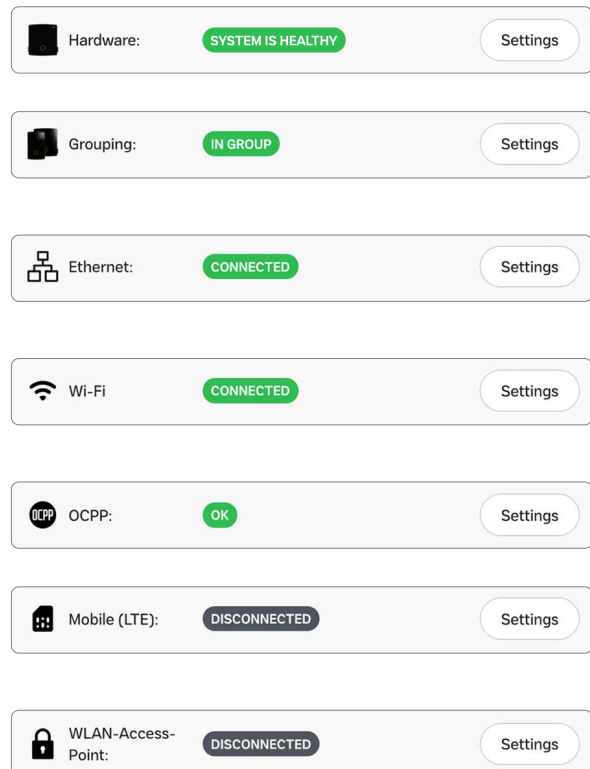 Hardware: SYSTEM IS HEALTHY Settings
Grouping: IN GROUP Settings
Ethernet: CONNECTED Settings
Wi-Fi CONNECTED Settings
OCPP OCPP: OK Settings
Mobile (LTE): DISCONNECTED Settings
WLAN-Access-
Point: DISCONNECTED Settings